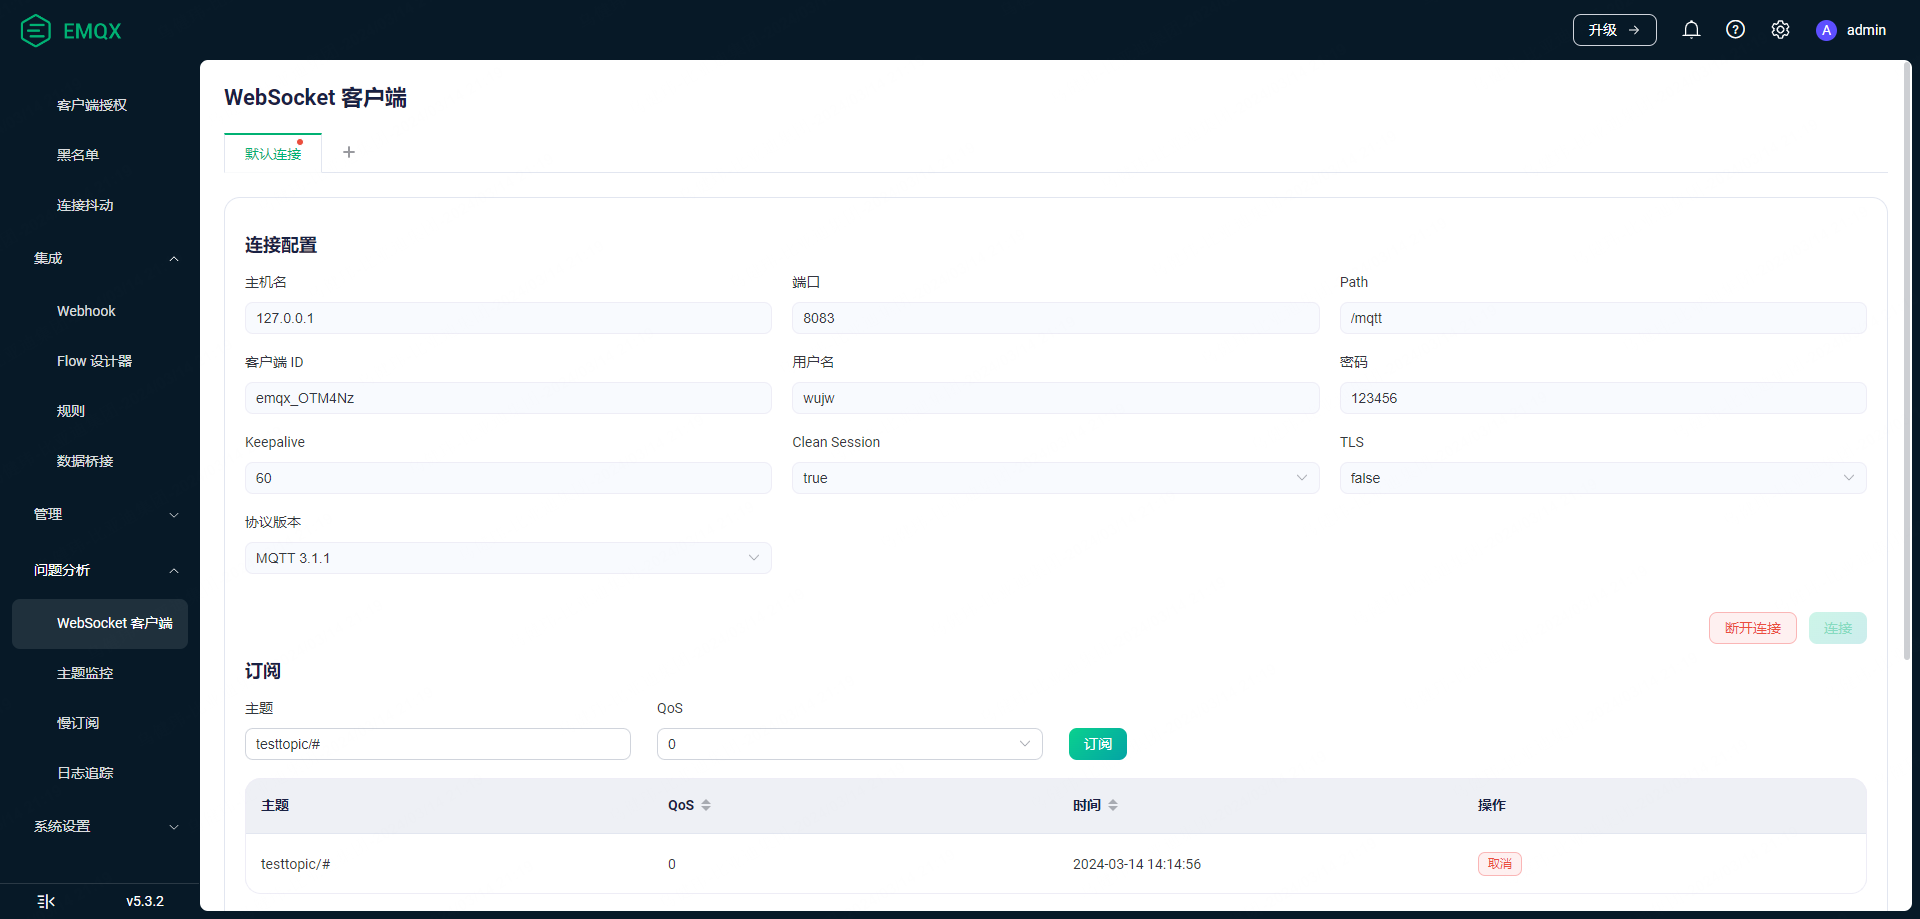 EMQX
升级
A
admin
客户端授权
黑名单
连接抖动
集成
Webhook
Flow 设计器
规则
数据桥接
管理
问题分析
WebSocket 客户端
主题监控
慢订阅
日志追踪
系统设置
v5.3.2
WebSocket 客户端
默认连接
连接配置
主机名
端口
Path
127.0.0.1
8083
/mqtt
客户端 ID
用户名
密码
emqx_OTM4Nz
wujw
123456
Keepalive
Clean Session
TLS
60
true
false
协议版本
MQTT 3.1.1
断开连接
连接
订阅
主题
QoS
testtopic/#
0
订阅
主题
QoS
时间
操作
testtopic/#
0
2024-03-14 14:14:56
取消